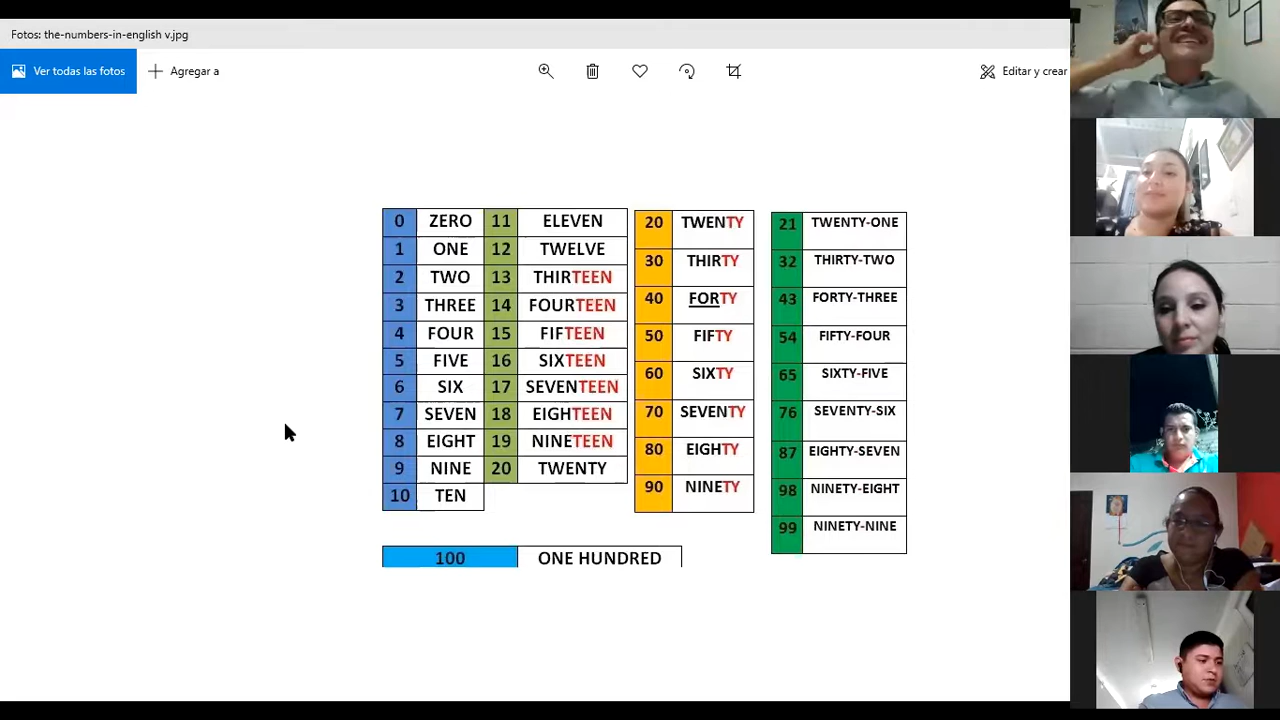 Fotos: the-numbers-in-english v.jpg
Ver todas las fotos
Agregar a
Editar y crear
0 ZERO 11 ELEVEN
1 ONE 12 TWELVE
2 TWO 13 THIRTEEN
3 THREE 14 FOURTEEN
4 FOUR 15 FIFTEEN
5 FIVE 16 SIXTEEN
6 SIX 17 SEVENTEEN
7 SEVEN 18 EIGHTEEN
8 EIGHT 19 NINETEEN
9 NINE 20 TWENTY
10 TEN
20 TWENTY
30 THIRTY
40 FORTY
50 FIFTY
60 SIXTY
70 SEVENTY
80 EIGHTY
90 NINETY
21 TWENTY-ONE
32 THIRTY-TWO
43 FORTY-THREE
54 FIFTY-FOUR
65 SIXTY-FIVE
76 SEVENTY-SIX
87 EIGHTY-SEVEN
98 NINETY-EIGHT
99 NINETY-NINE
100 ONE HUNDRED